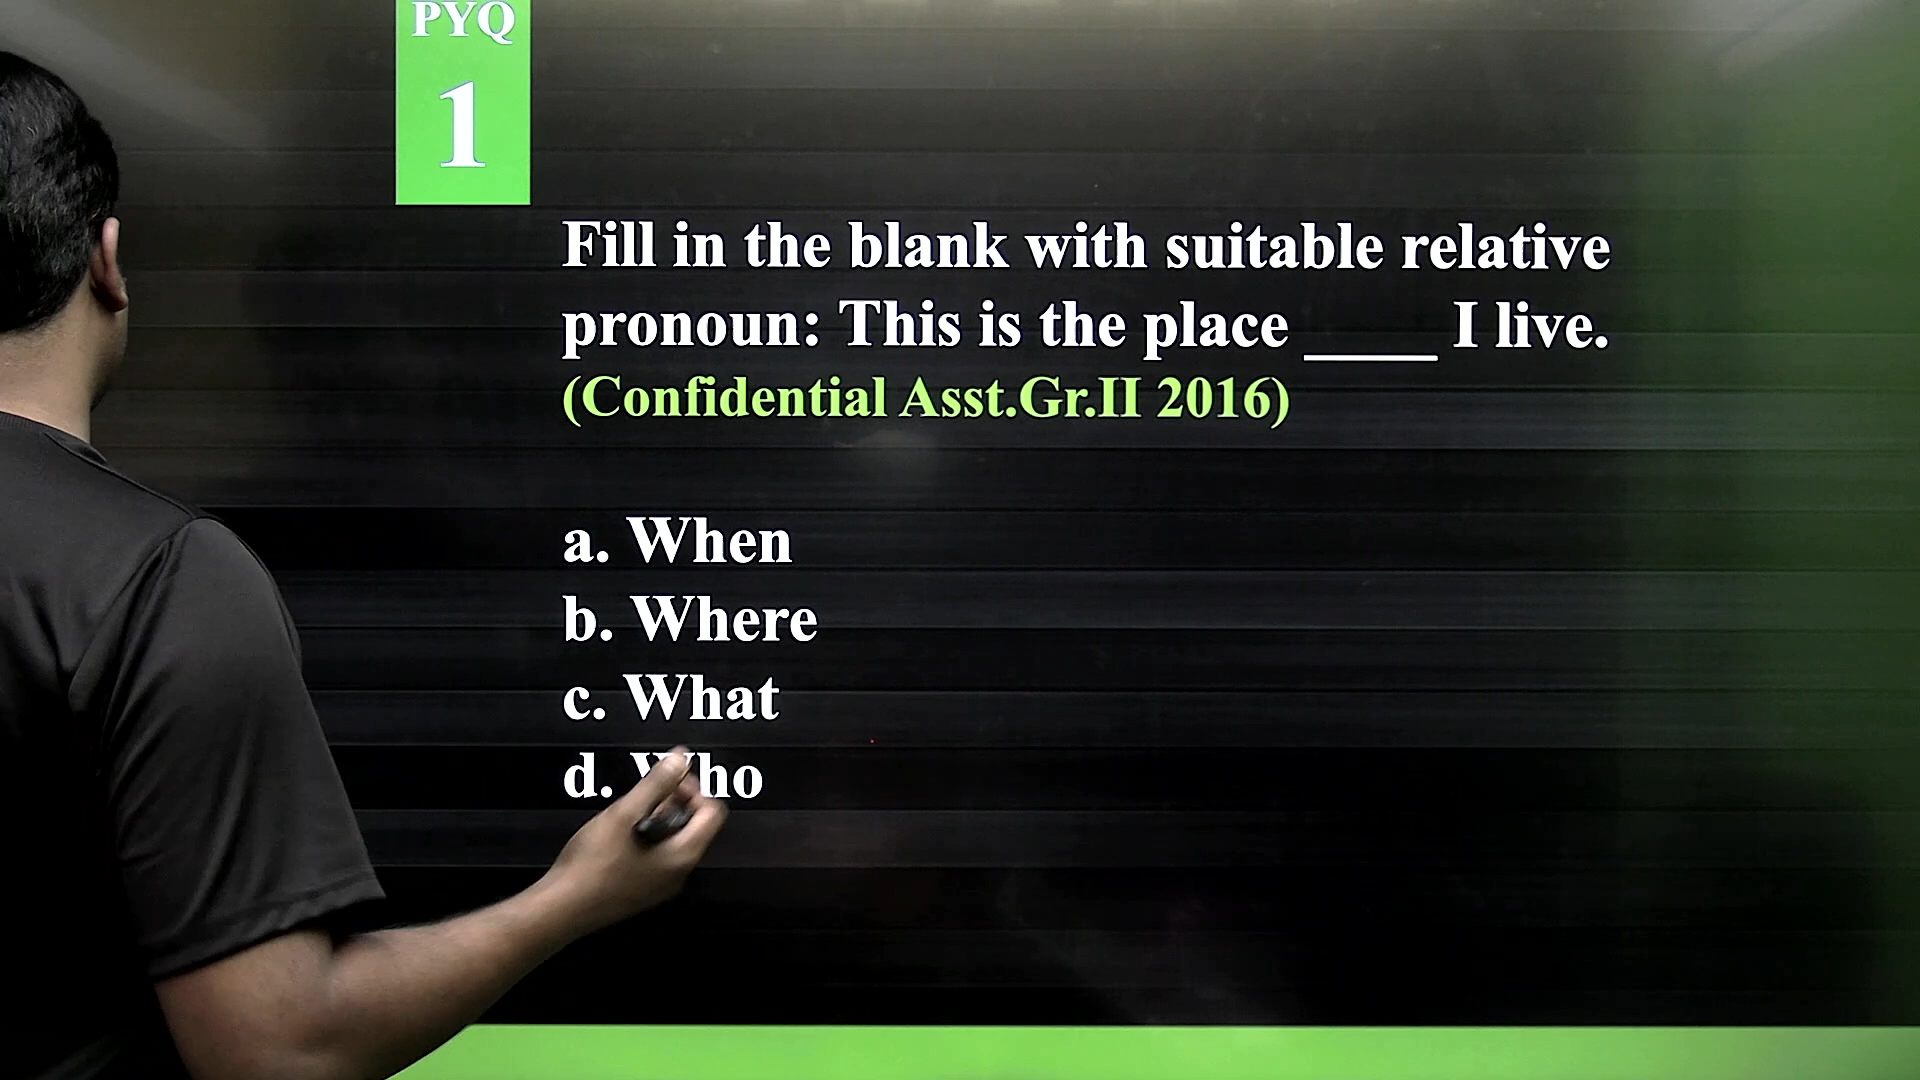 PYQ
1
Fill in the blank with suitable relative
pronoun: This is the place ____ I live.
(Confidential Asst.Gr.II 2016)
a. When
b. Where
c. What
d. Who